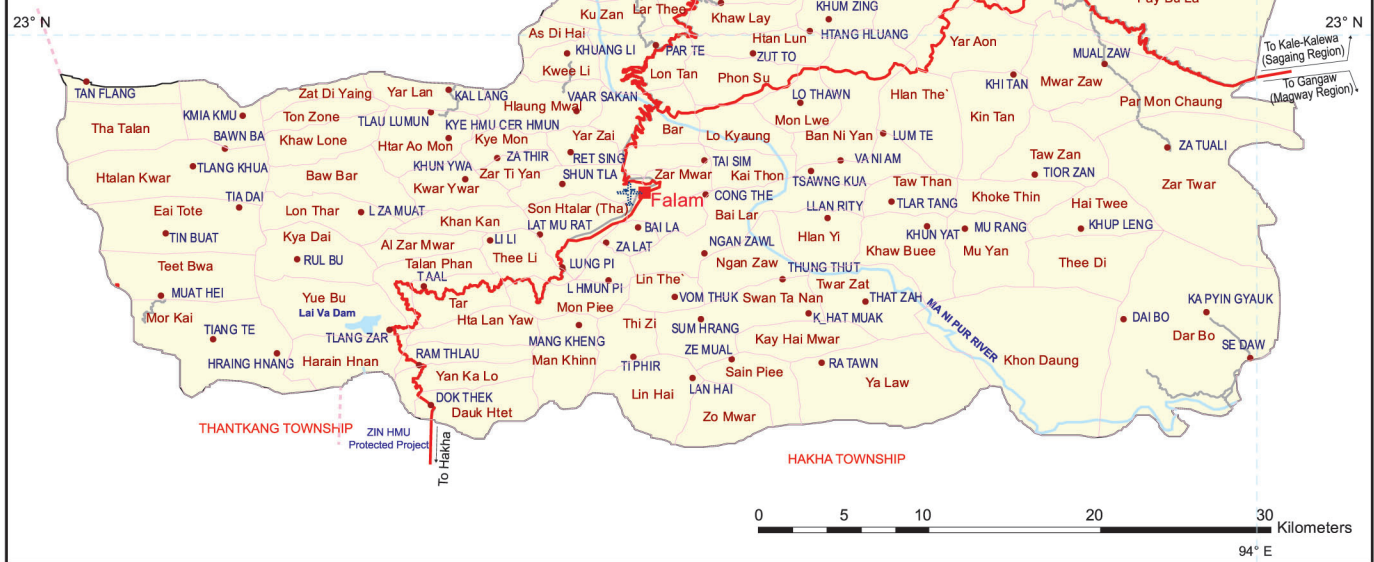 Pay Sa La
KHUM ZING
Lar Thee
Ku Zan
Khaw Lay
23° N
23° N
As Di Hai
Htan Lun
HTANG HLUANG
Yar Aon
To Kale-Kalewa
(Sagaing Region)
KHUANG LI
PAR TE
ZUT TO
MUAL ZAW
Kwee Li
Lon Tan
Phon Su
KHI TAN
Mwar Zaw
To Gangaw
(Magway Region)
TAN FLANG
Zat Di Yaing
Yar Lan
KAL LANG
VAAR SAKAN
LO THAWN
Hlan The`
Par Mon Chaung
Hlaung Mwal
KMIA KMU
Ton Zone
TLAU LUMUN
KYE HMU CER HMUN
Mon Lwe
Kin Tan
Tha Talan
BAWN BA
Khaw Lone
Htar Ao Mon
Kye Mon
Yar Zai
Bar
Lo Kyaung
Ban Ni Yan
LUM TE
ZA TUALI
TLANG KHUA
KHUN YWA
ZA THIR
RET SING
TAI SIM
VA NI AM
Taw Zan
Htalan Kwar
Baw Bar
Zar Ti Yan
SHUN TLA
Zar Mwar
Kai Thon
TSAWNG KUA
Taw Than
TIOR ZAN
Zar Twar
Kwar Ywar
TIA DAI
Falam
CONG THE
Khoke Thin
Eai Tote
Lon Thar
L ZA MUAT
Khan Kan
Son Htalar (Tha)
Bai Lar
LLAN RITY
TLAR TANG
Hai Twee
LAT MU RAT
BAI LA
TIN BUAT
Kya Dai
Al Zar Mwar
LI LI
ZA LAT
NGAN ZAWL
Hlan Yi
KHUN YAT
MU RANG
KHUP LENG
Teet Bwa
RUL BU
Talan Phan
Thee Li
LUNG PI
Ngan Zaw
Khaw Buee
Mu Yan
Thee Di
TAAL
L HMUN PI
Lin The`
THUNG THUT
Twar Zat
MUAT HEI
Yue Bu
Tar
Mon Piee
VOM THUK
Swan Ta Nan
THAT ZAH
MA NI PUR RIVER
KA PYIN GYAUK
Mor Kai
Lai Va Dam
Hta Lan Yaw
Thi Zi
SUM HRANG
K_HAT MUAK
DAI BO
TIANG TE
TLANG ZAR
MANG KHENG
Kay Hai Mwar
Dar Bo
SE DAW
HRAING HNANG
Harain Hnan
RAM THLAU
Man Khinn
TI PHIR
ZE MUAL
Sain Piee
RA TAWN
Khon Daung
Yan Ka Lo
LAN HAI
Ya Law
DOK THEK
Lin Hai
Dauk Htet
Zo Mwar
THANTKANG TOWNSHIP
ZIN HMU
Protected Project
To Hakha
HAKHA TOWNSHIP
0 5 10 20 30
Kilometers
94° E